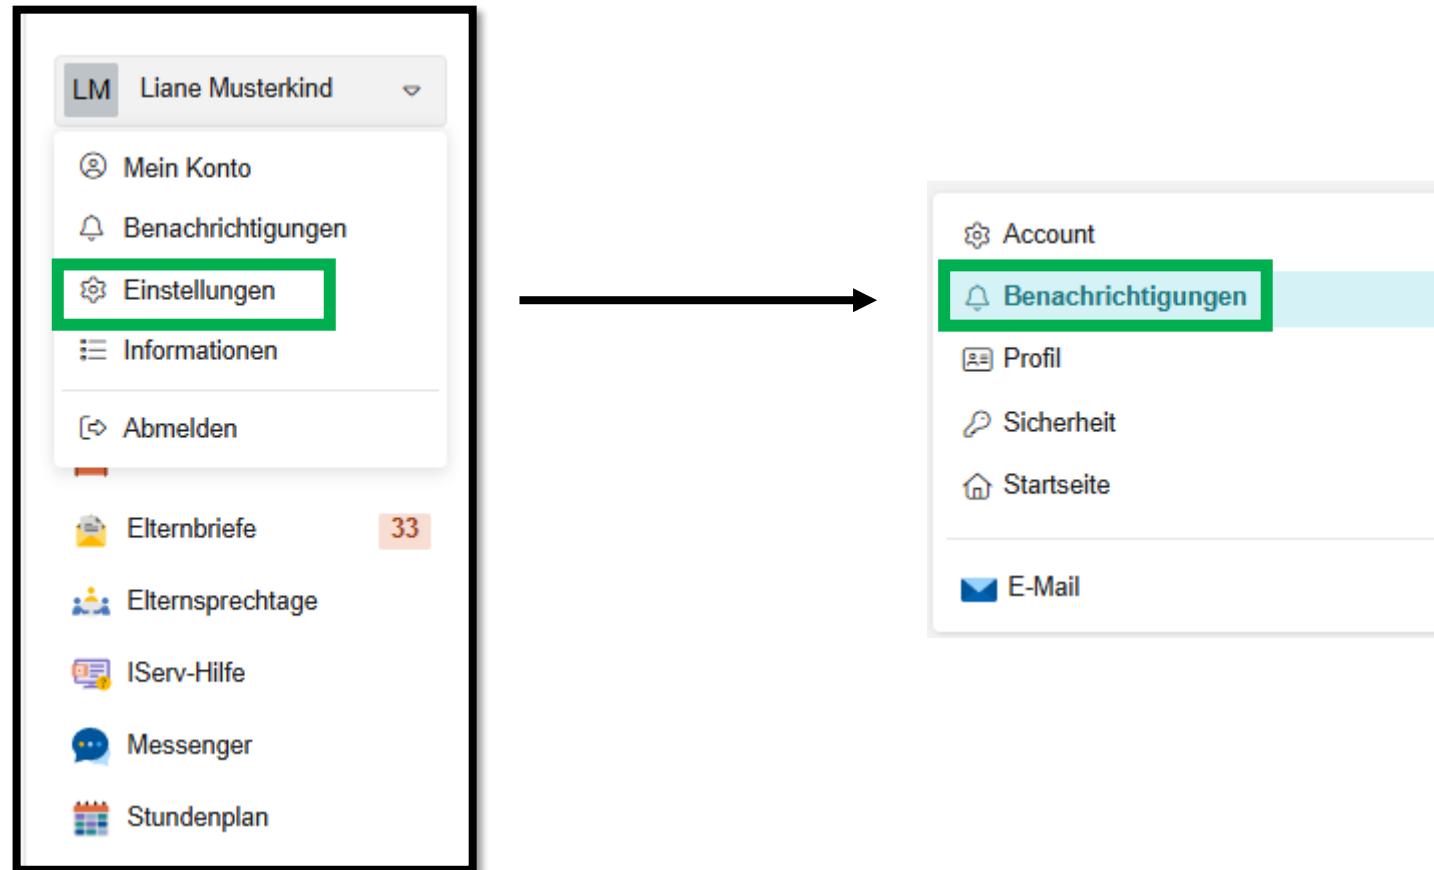 LM Liane Musterkind
Mein Konto
Benachrichtigungen
Einstellungen
Informationen
Abmelden
Elternbriefe 33
Elternsprechtage
IServ-Hilfe
Messenger
Stundenplan
Account
Benachrichtigungen
Profil
Sicherheit
Startseite
E-Mail